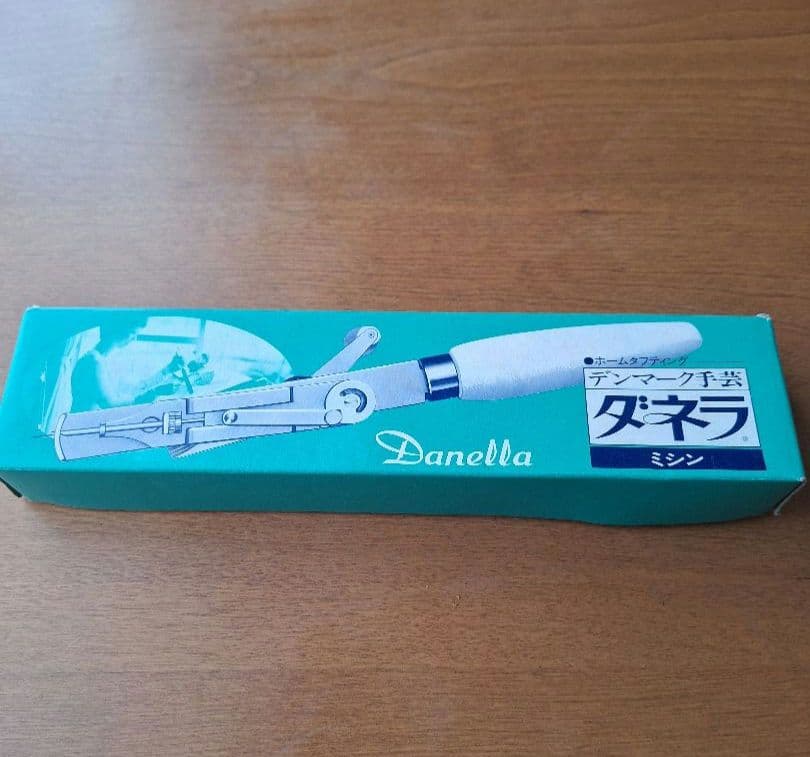 ●ホームタフティング
デンマーク手芸
ダネラ®
ミシン
Danella